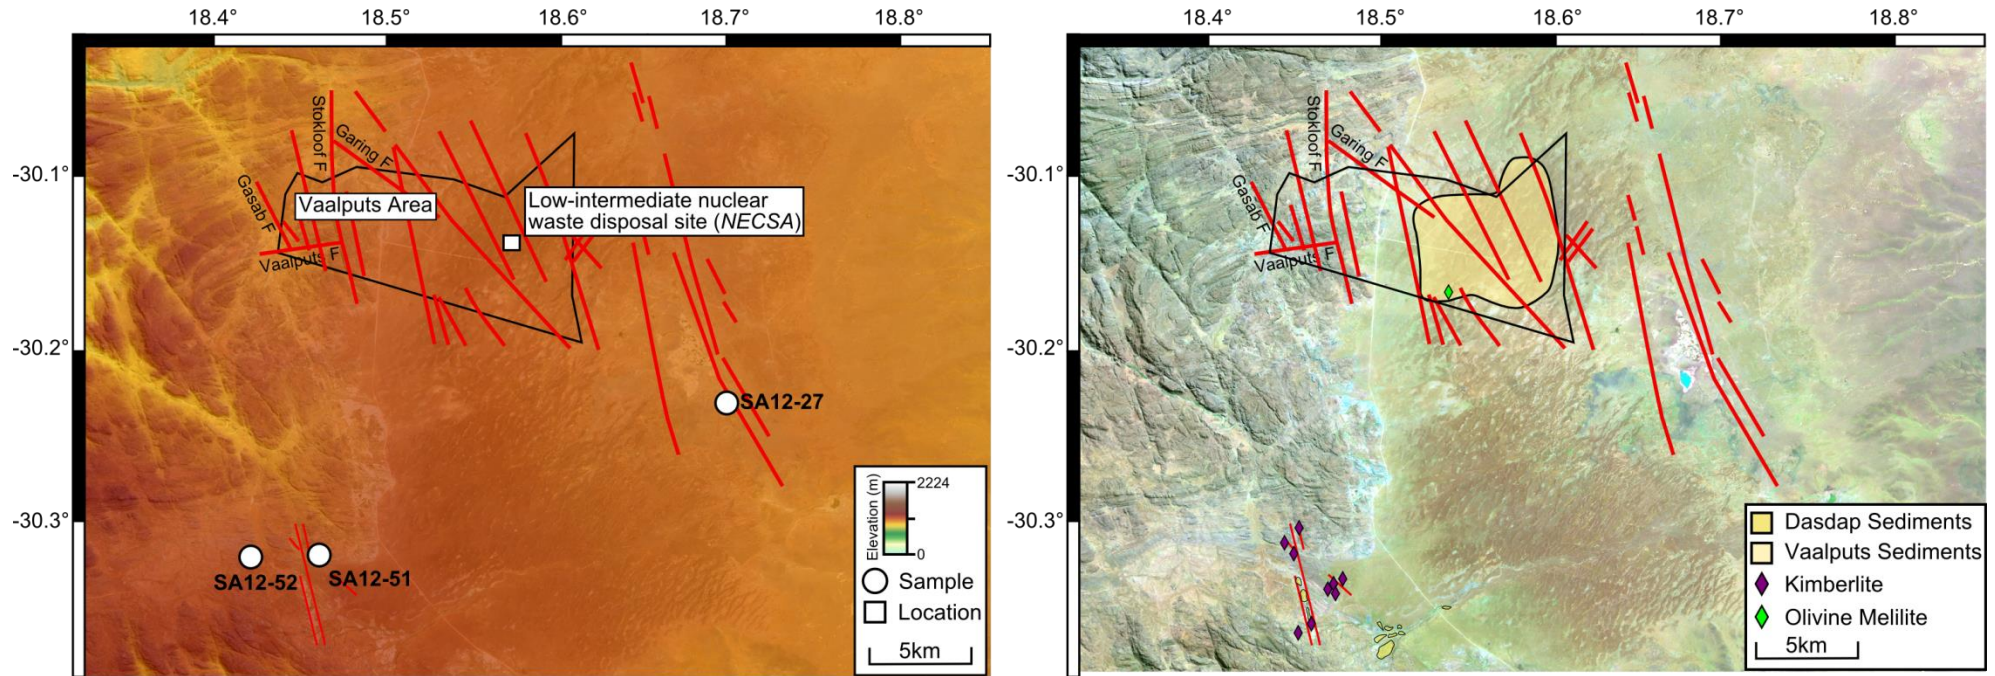 18.4° 18.5° 18.6° 18.7° 18.8°
-30.1°
-30.2°
-30.3°
Stokloof F
Garing F
Gasab F
Vaalputs F
Vaalputs Area
Low-intermediate nuclear
waste disposal site (NECSA)
SA12-27
SA12-52
SA12-51
Elevation (m)
2224
0
Sample
Location
5km
18.4° 18.5° 18.6° 18.7° 18.8°
-30.1°
-30.2°
-30.3°
Stokloof F
Garing F
Gasab F
Vaalputs F
Dasdap Sediments
Vaalputs Sediments
Kimberlite
Olivine Melilite
5km